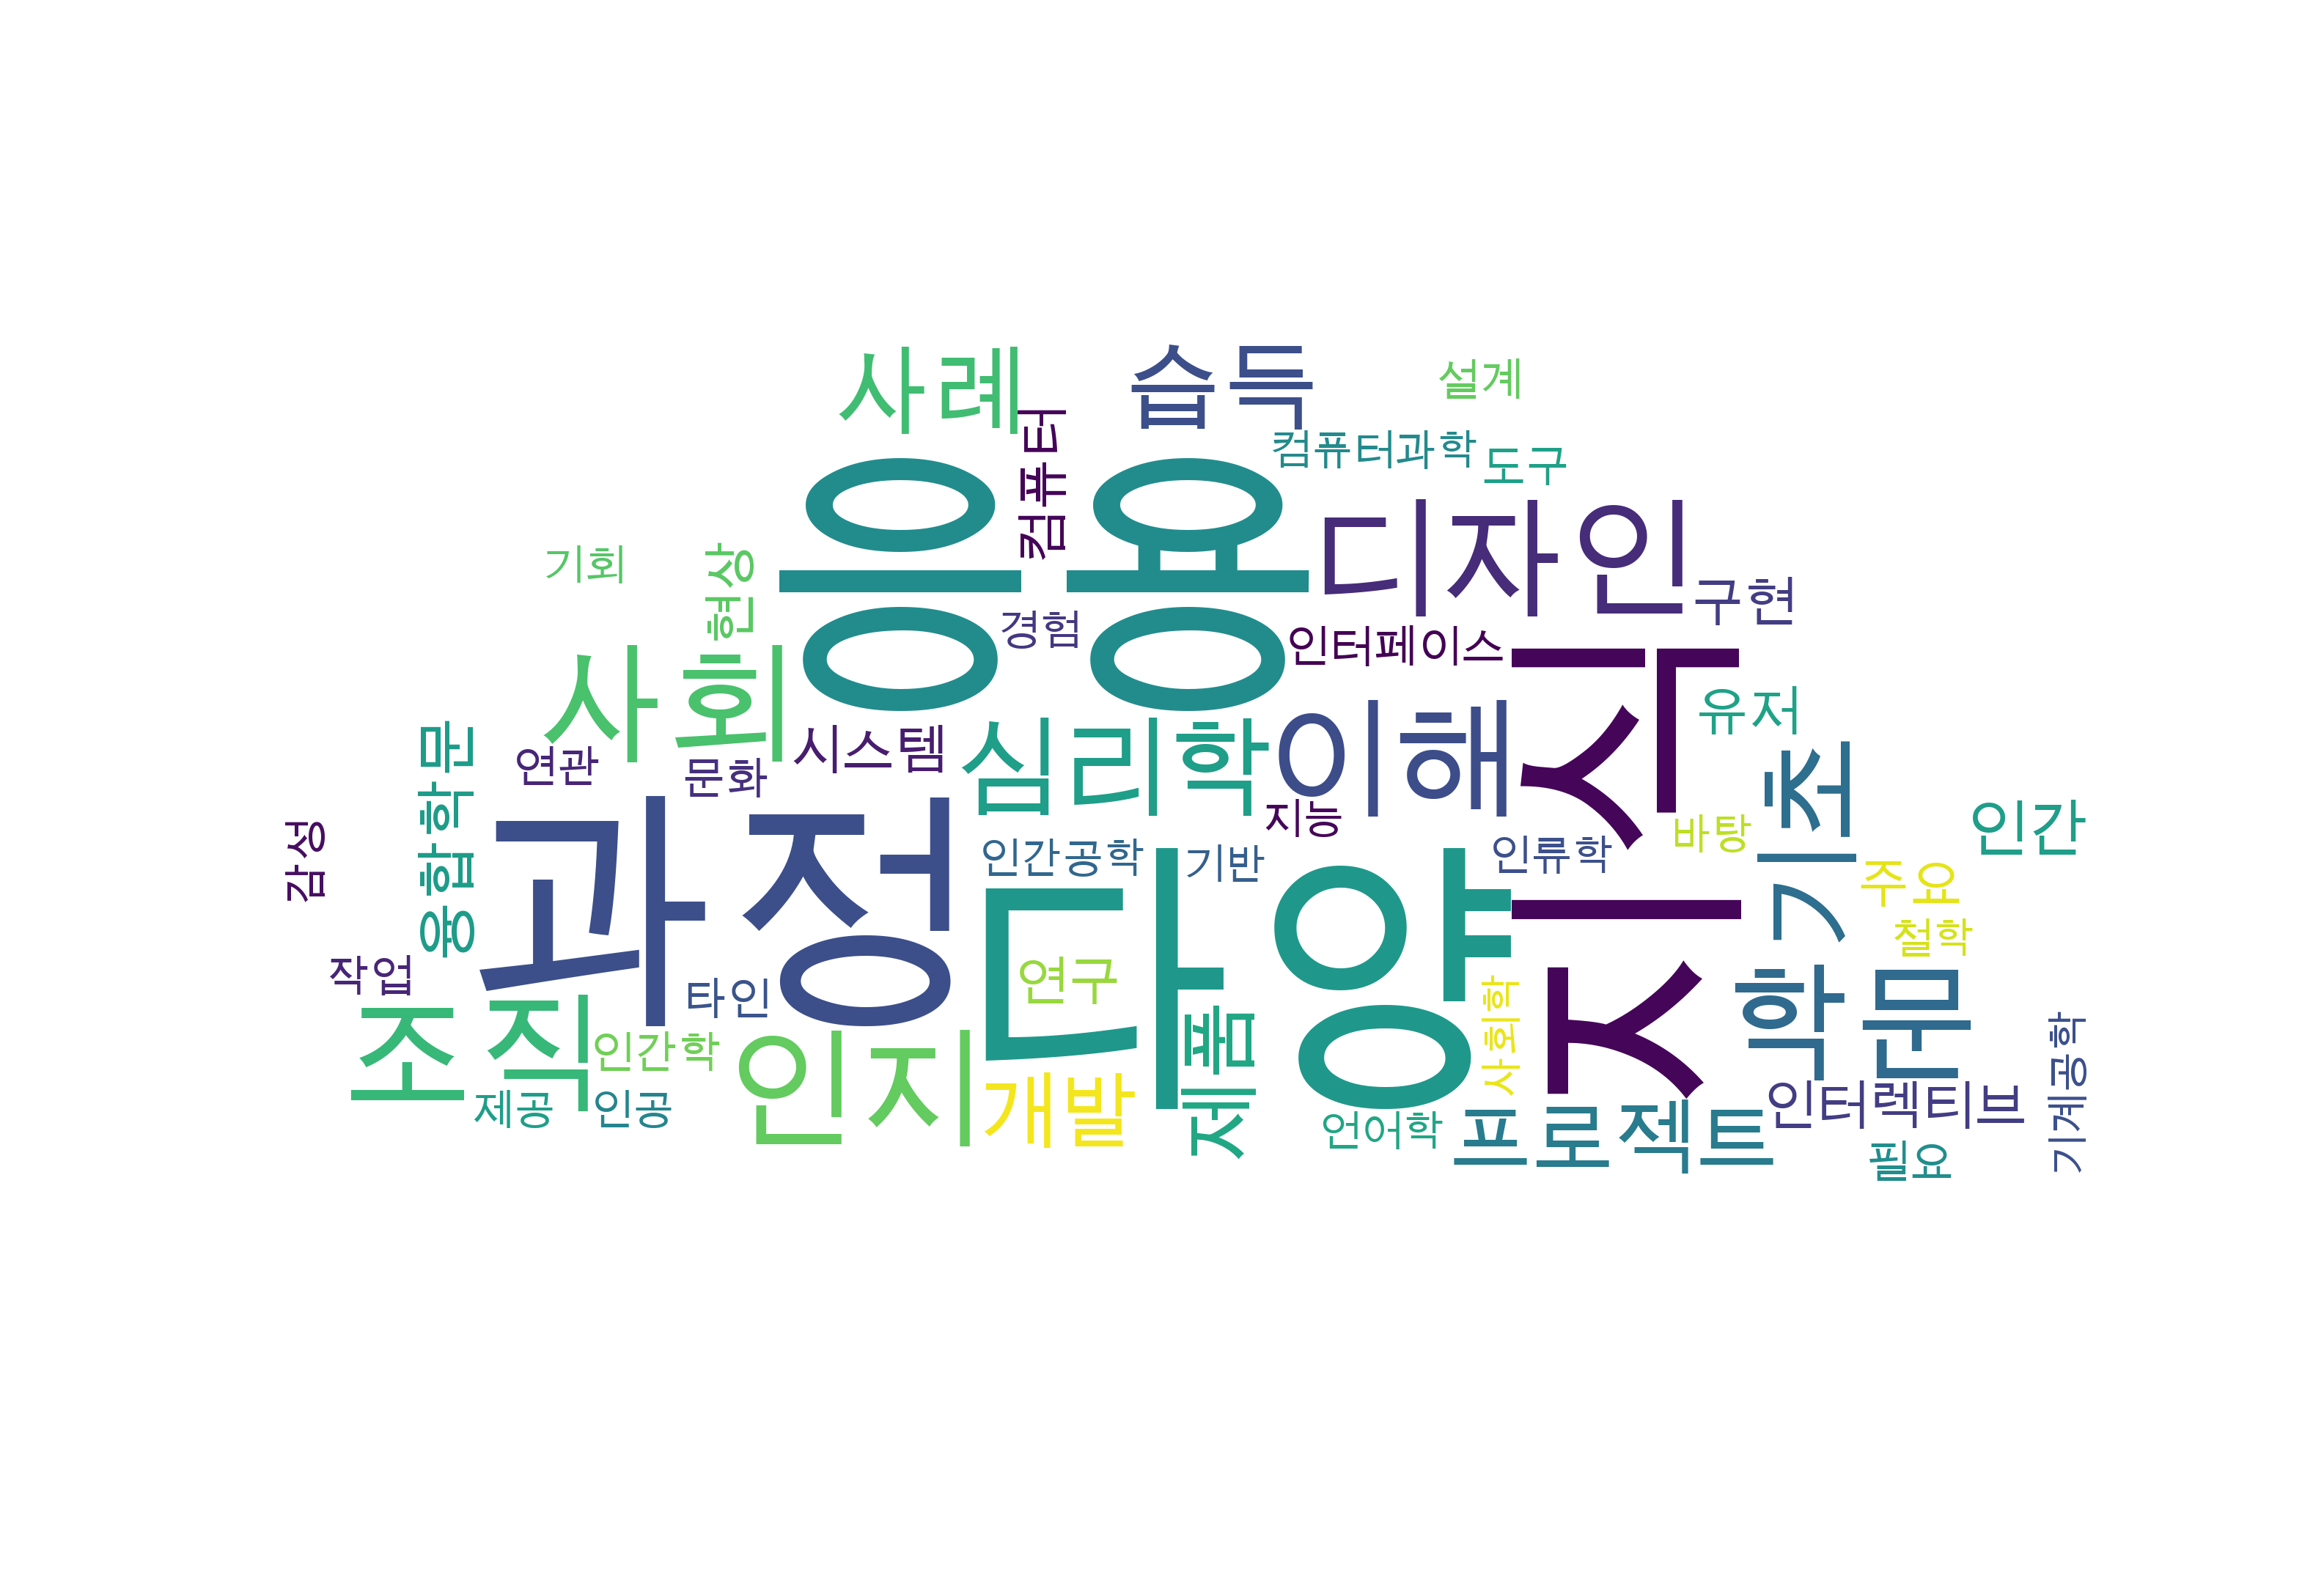 사례
습득
설계
컴퓨터
컴퓨터과학
도구
응용
디자인
기회
현상
구현
경험
인터페이스
사회
지식
유저
시스템
심리학
이해
연관
문화
융합학문
기초
과정
지능
바탕
인간
감성
인간공학
기반
인류학
주요
다양
철학
작업
연구
타인
학문
조직
제품
사회학
인간학
인지
개발
기계공학
제공
인공
언어학
프로젝트
인터렉티브
필요